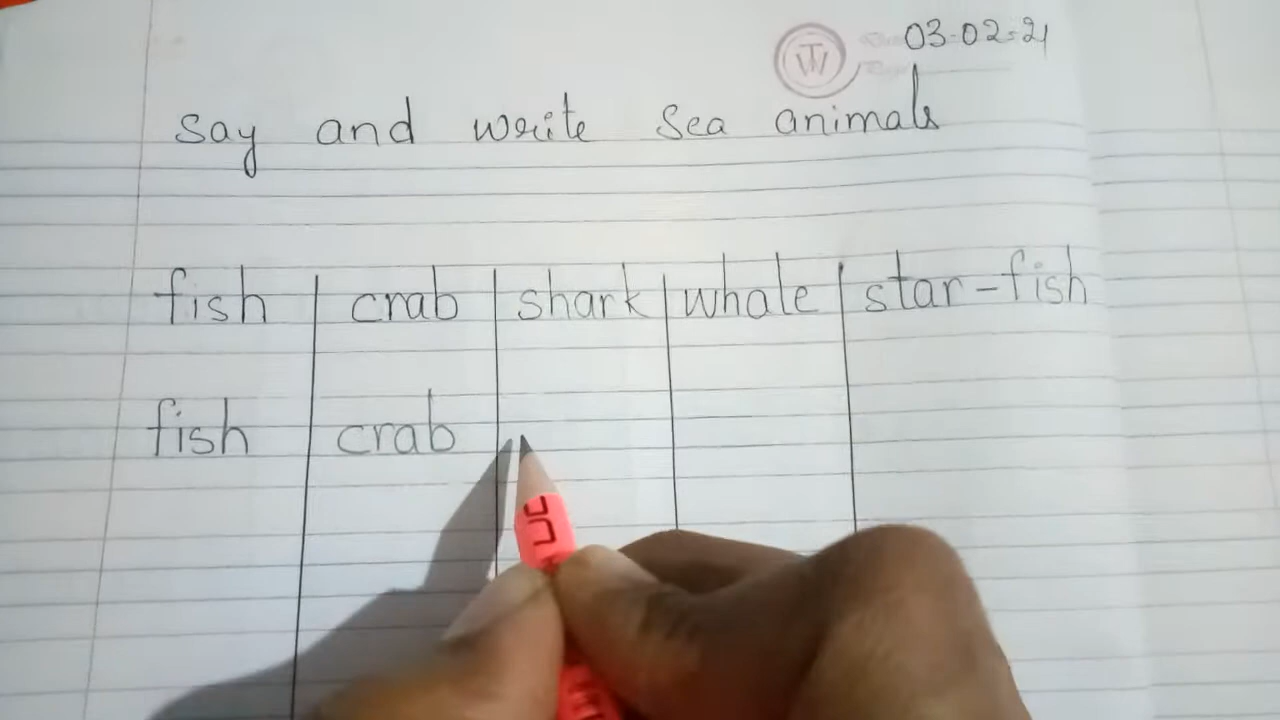 03-02-21
say and write sea animals
fish crab shark whale star-fish
fish crab